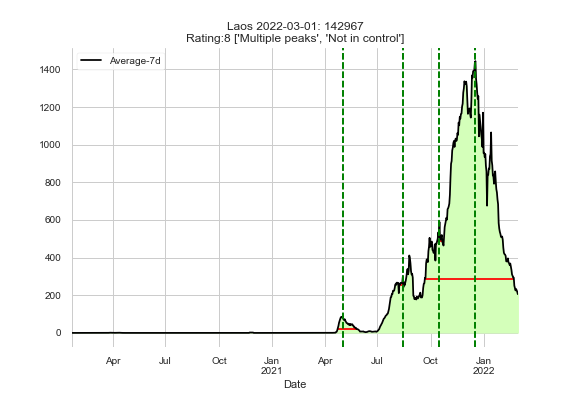 Laos 2022-03-01: 142967
Rating:8 ['Multiple peaks', 'Not in control']
Average-7d
1400
1200
1000
800
600
400
200
0
Apr Jul Oct Jan Apr Jul Oct Jan
2021 2022
Date